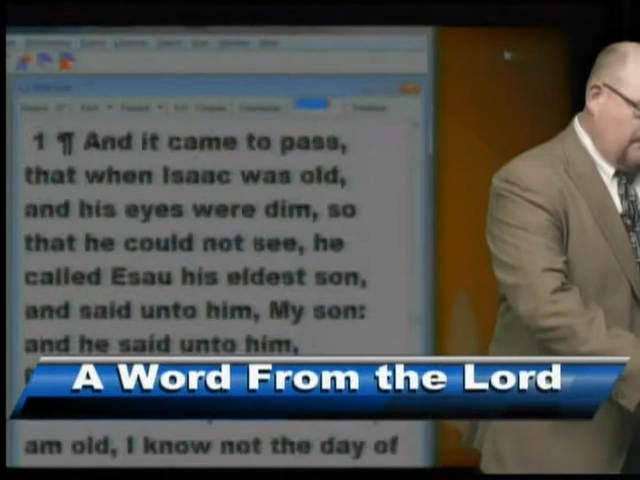 1 ¶ And it came to pass,
that when Isaac was old,
and his eyes were dim, so
that he could not see, he
called Esau his eldest son,
and said unto him, My son:
and he said unto him,
A Word From the Lord
am old, I know not the day of